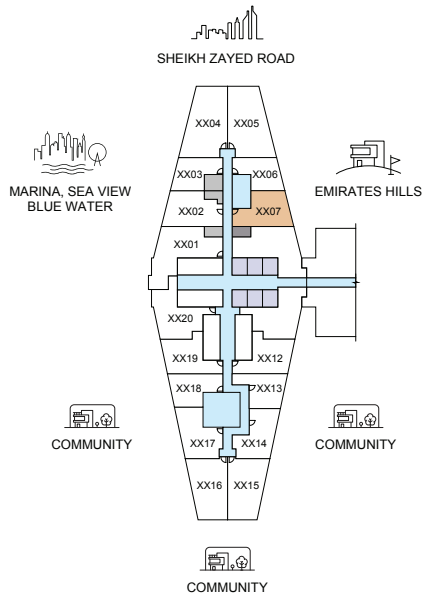 SHEIKH ZAYED ROAD
XX04
XX05
XX03
XX06
MARINA, SEA VIEW
BLUE WATER
EMIRATES HILLS
XX02
XX07
XX01
XX20
XX19
XX12
XX18
XX13
COMMUNITY
COMMUNITY
XX17
XX14
XX16
XX15
COMMUNITY